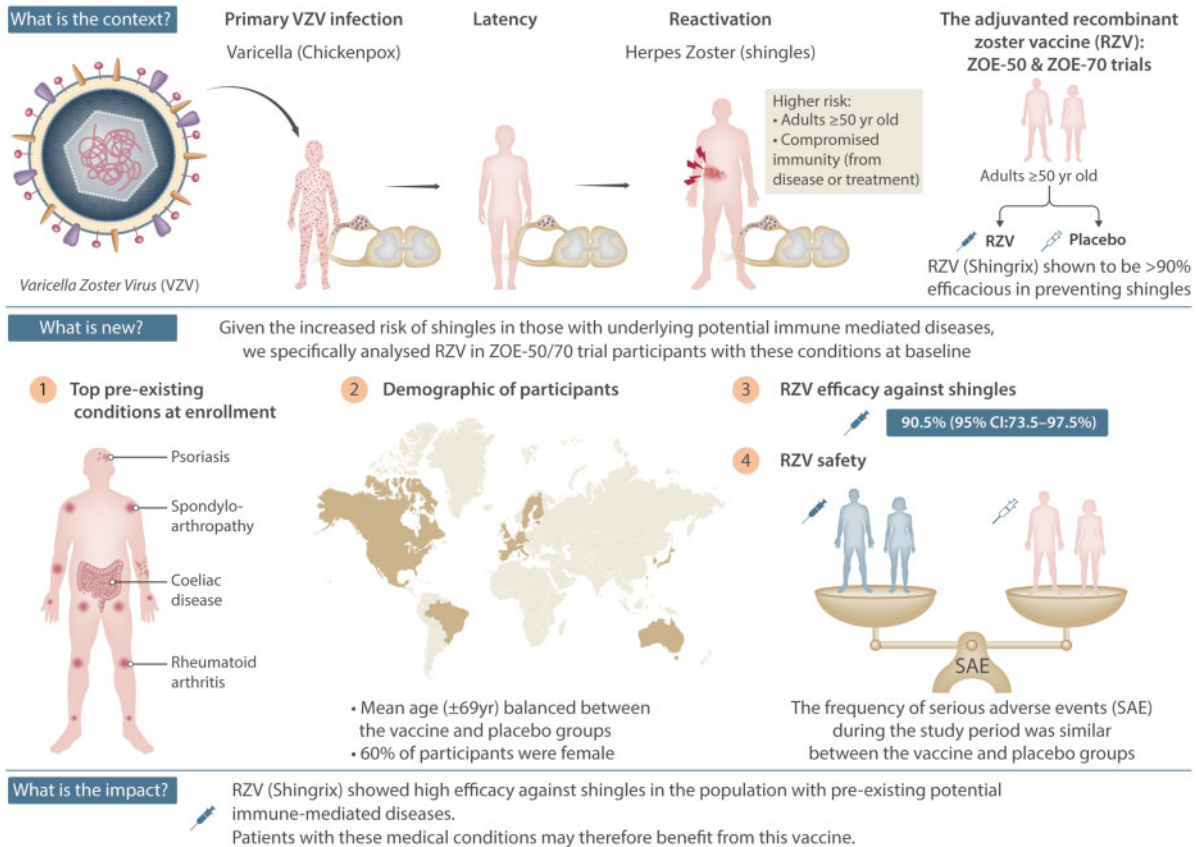 What is the context?
Primary VZV infection
Varicella (Chickenpox)
Latency
Reactivation
Herpes Zoster (shingles)
Higher risk:
• Adults ≥50 yr old
• Compromised
immunity (from
disease or treatment)
Varicella Zoster Virus (VZV)
The adjuvanted recombinant
zoster vaccine (RZV):
ZOE-50 & ZOE-70 trials
Adults ≥50 yr old
RZV
Placebo
RZV (Shingrix) shown to be >90%
efficacious in preventing shingles
What is new?
Given the increased risk of shingles in those with underlying potential immune mediated diseases,
we specifically analysed RZV in ZOE-50/70 trial participants with these conditions at baseline
1 Top pre-existing
conditions at enrollment
Psoriasis
Spondylo-
arthropathy
Coeliac
disease
Rheumatoid
arthritis
2 Demographic of participants
• Mean age (±69yr) balanced between
the vaccine and placebo groups
• 60% of participants were female
3 RZV efficacy against shingles
90.5% (95% CI:73.5–97.5%)
4 RZV safety
SAE
The frequency of serious adverse events (SAE)
during the study period was similar
between the vaccine and placebo groups
What is the impact?
RZV (Shingrix) showed high efficacy against shingles in the population with pre-existing potential
immune-mediated diseases.
Patients with these medical conditions may therefore benefit from this vaccine.